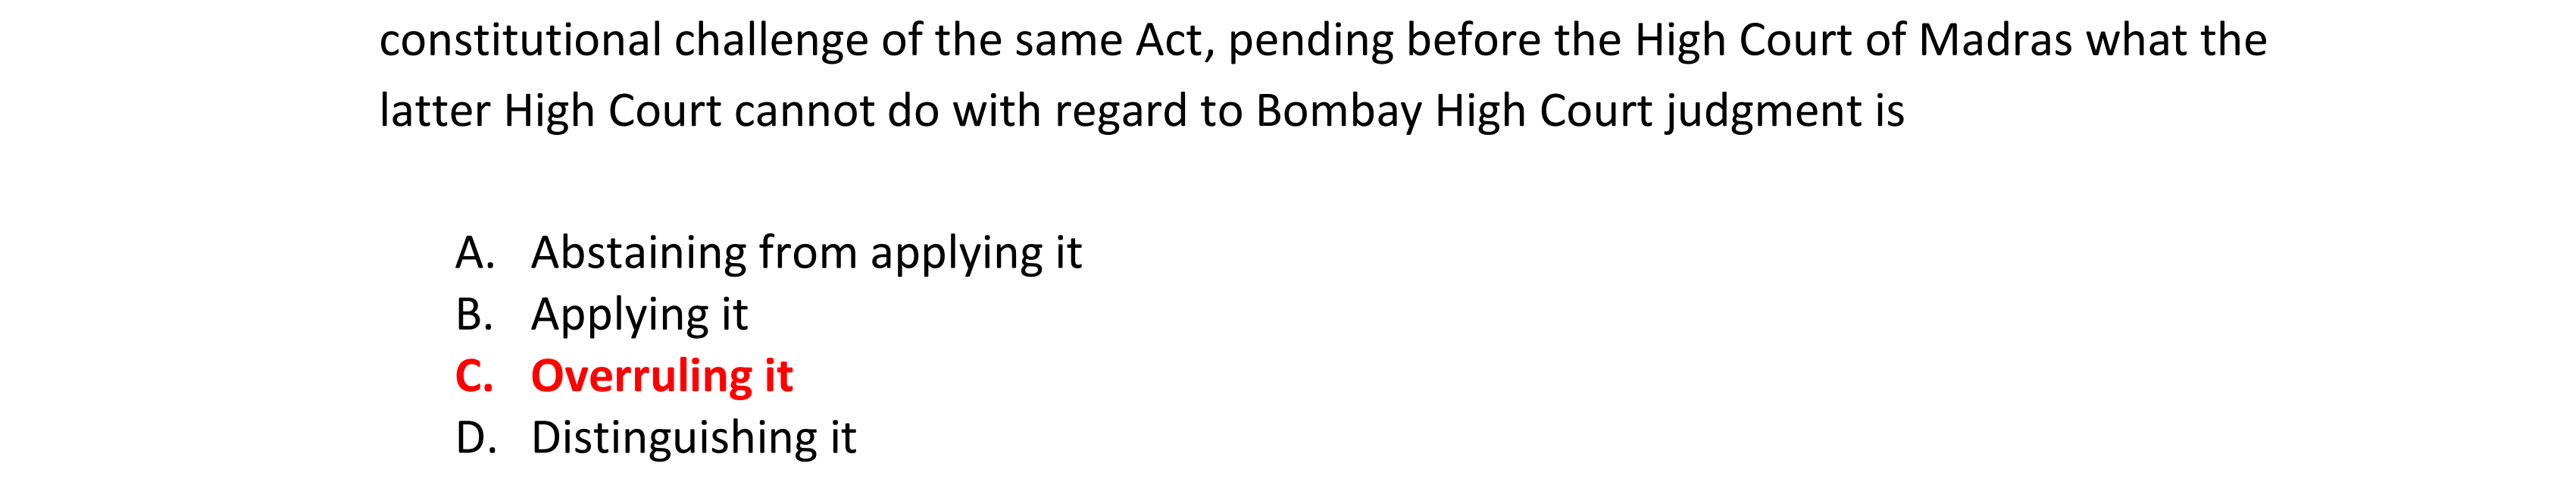 constitutional challenge of the same Act, pending before the High Court of Madras what the
latter High Court cannot do with regard to Bombay High Court judgment is
A. Abstaining from applying it
B. Applying it
C. Overruling it
D. Distinguishing it